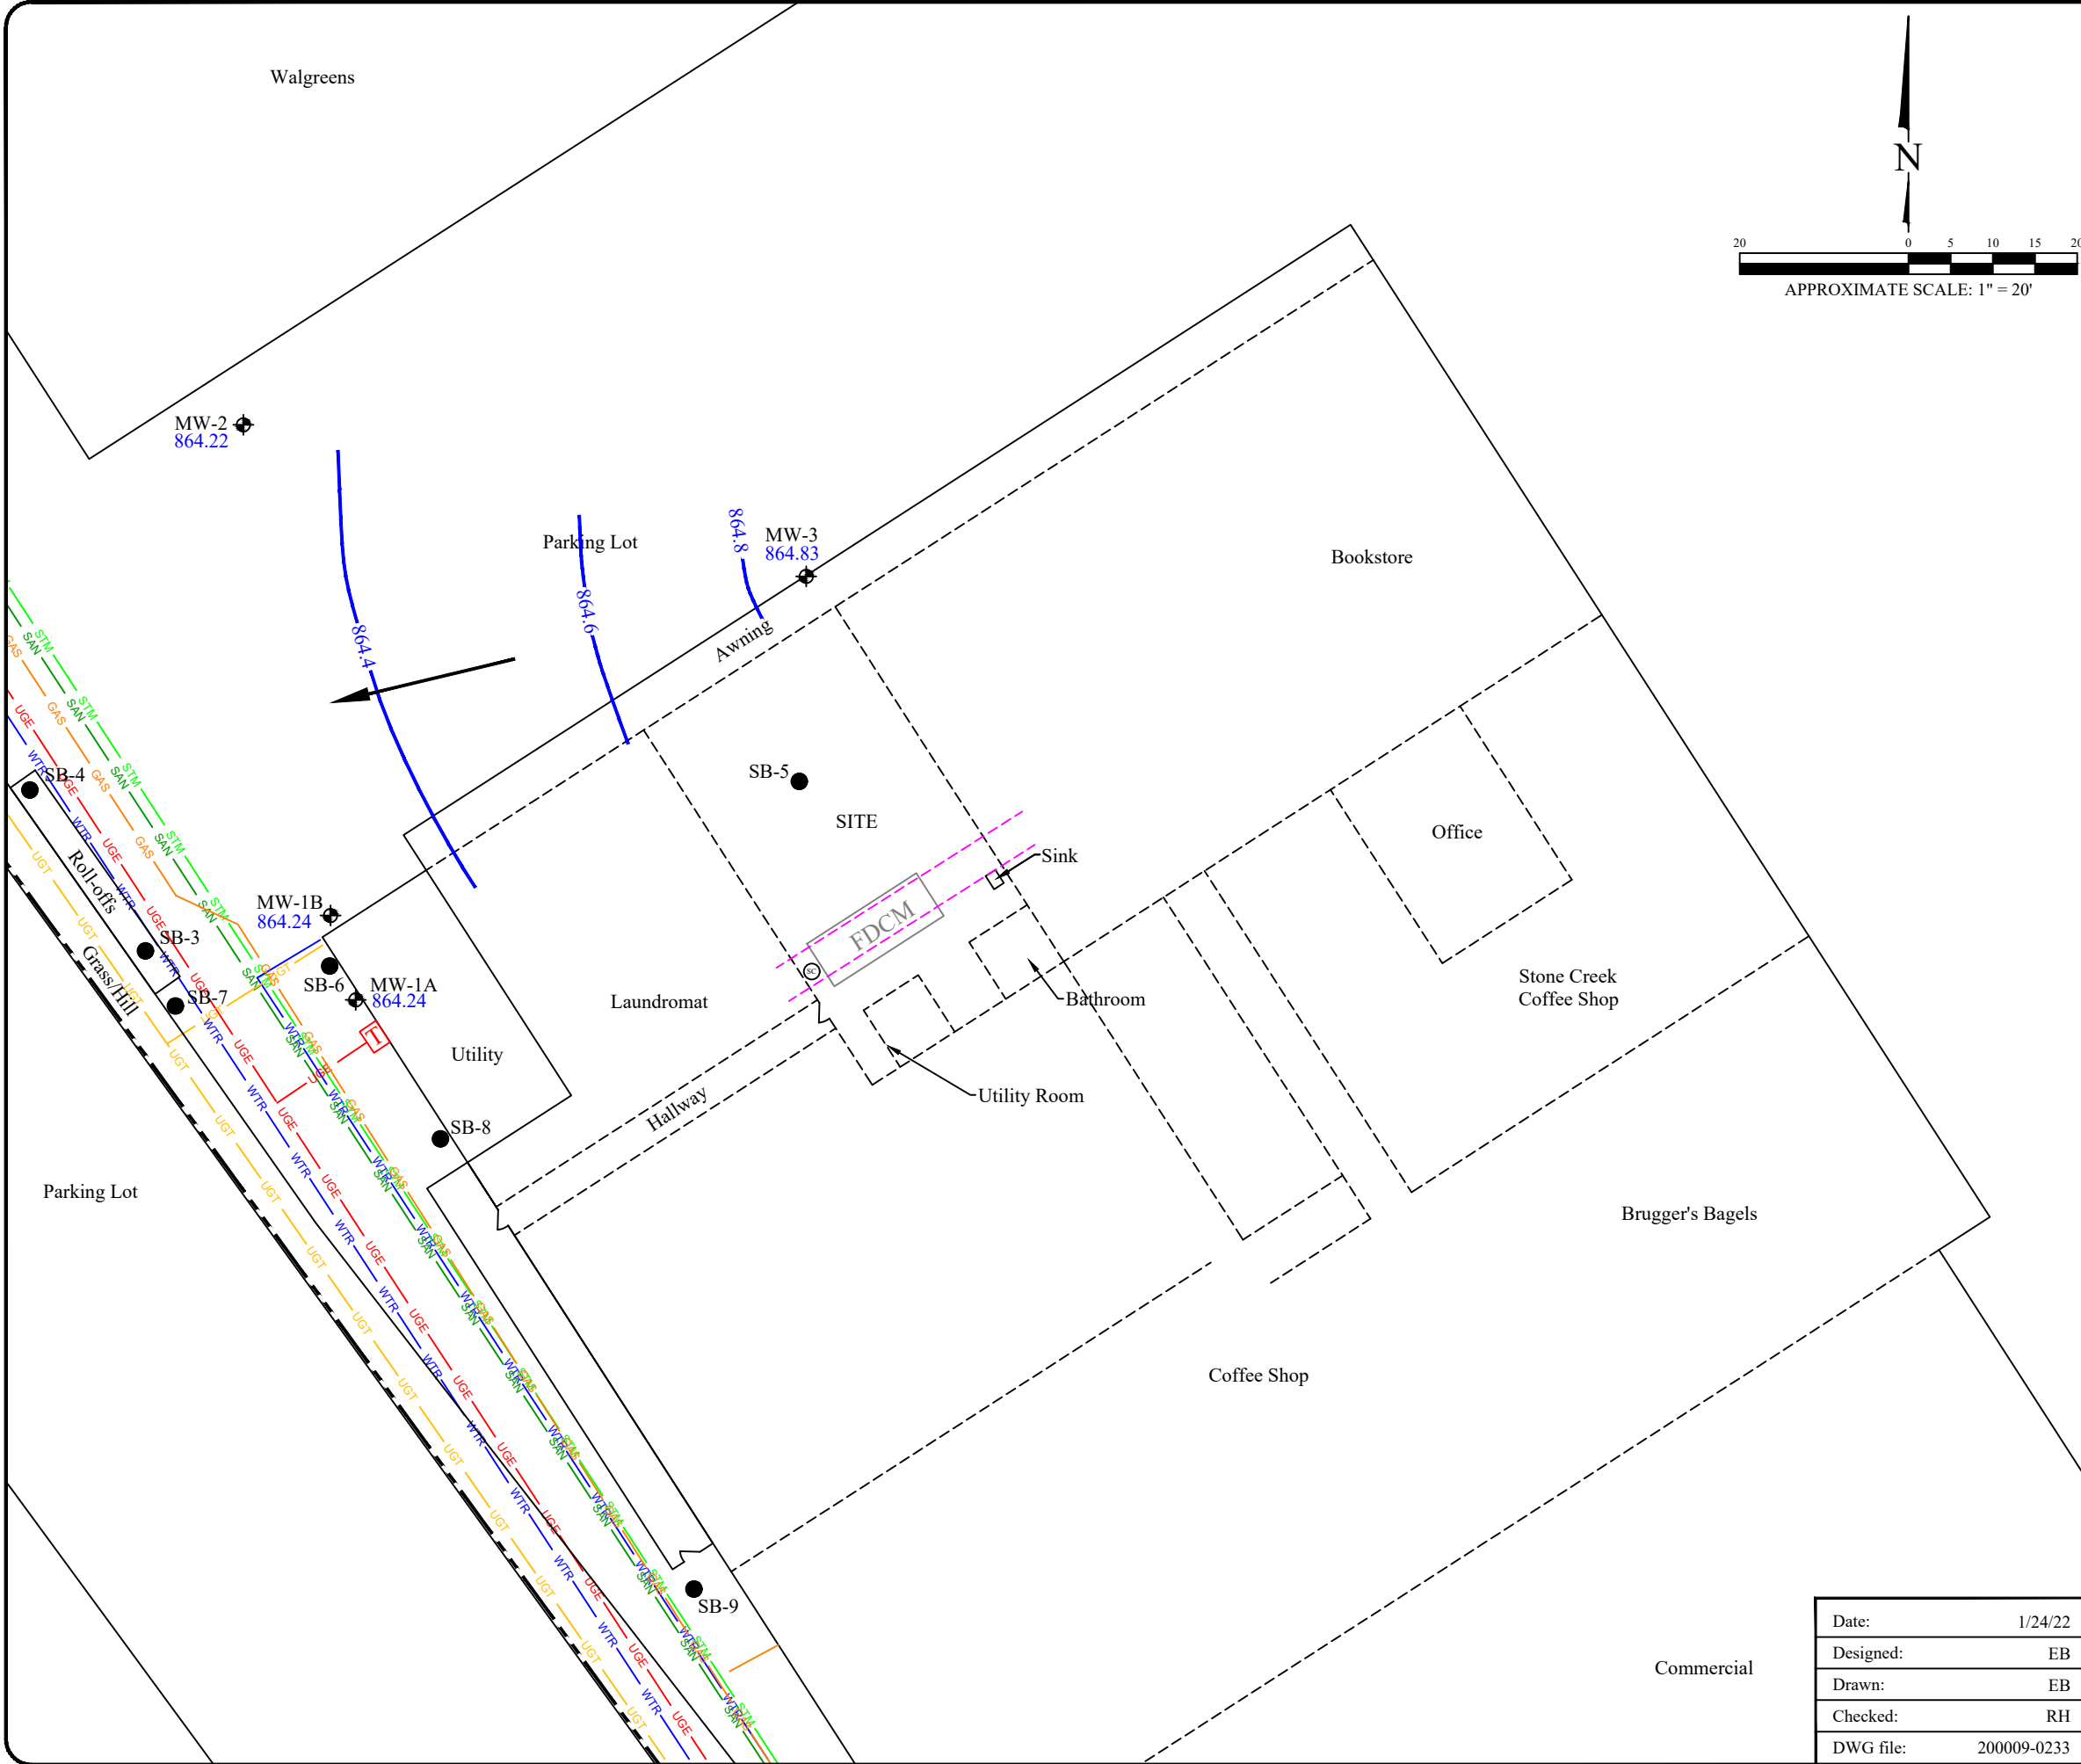 Walgreens
N
20 0 5 10 15 20
APPROXIMATE SCALE: 1" = 20'
MW-2
864.22
Parking Lot
864.8
MW-3
864.83
Bookstore
864.6
864.4
Awning
SB-4
SB-5
SITE
Office
Sink
Roll-offs
MW-1B
864.24
FDCM
SC
SB-3
Grass/Hill
SB-6
MW-1A
864.24
SB-7
Laundromat
Bathroom
Stone Creek
Coffee Shop
T
Utility
Utility Room
Hallway
SB-8
Parking Lot
Brugger's Bagels
Coffee Shop
SB-9
Commercial
STM
SAN
GAS
UGE
WTR
UGT
Date: 1/24/22
Designed: EB
Drawn: EB
Checked: RH
DWG file: 200009-0233